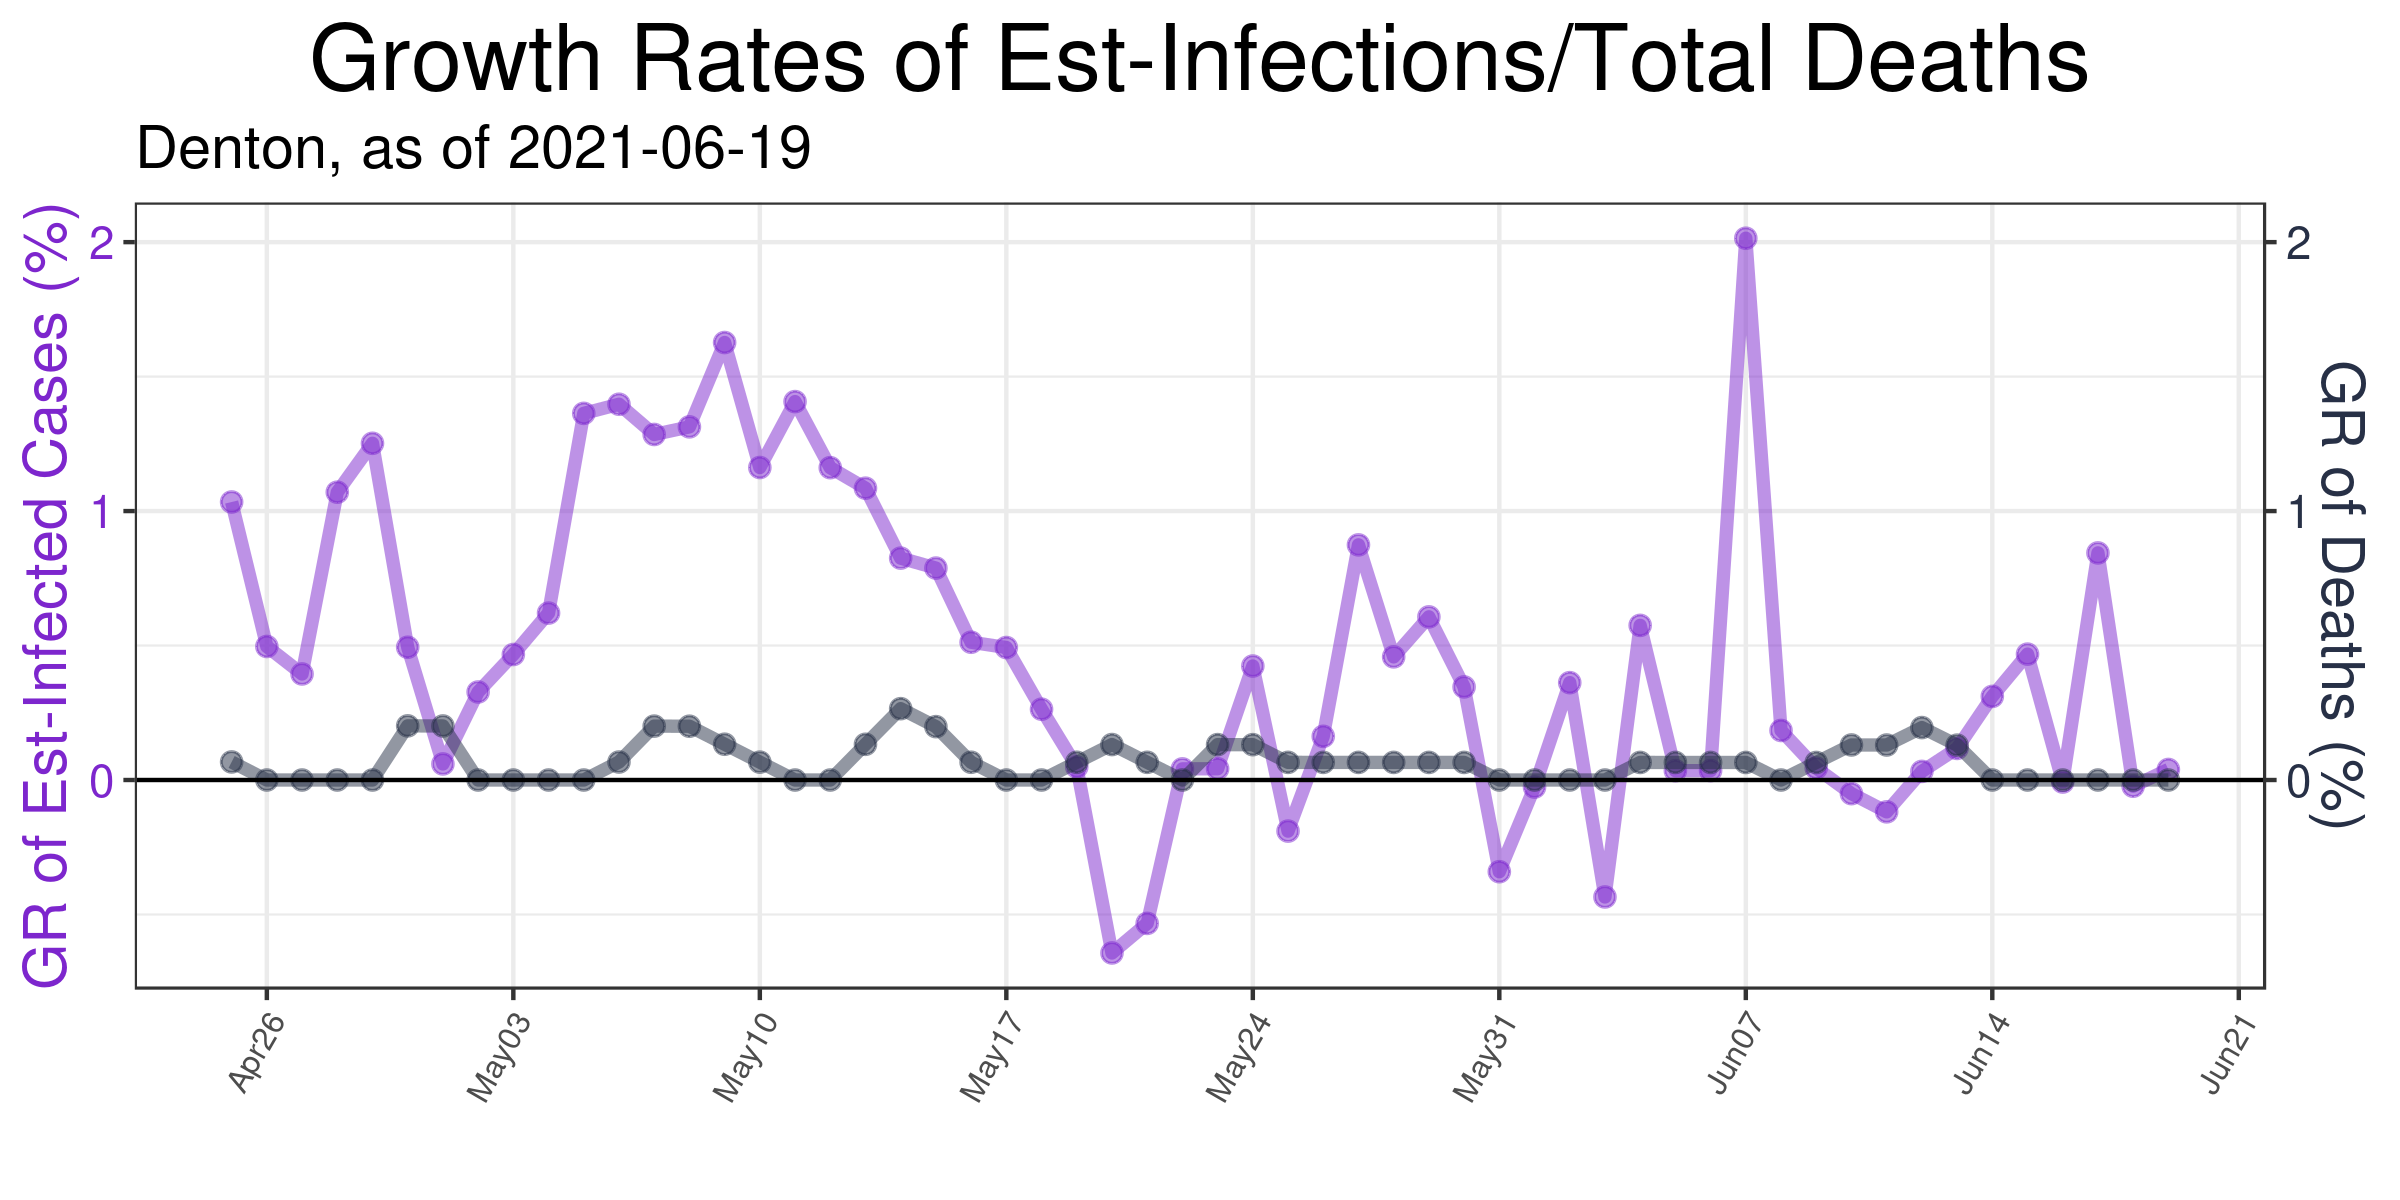 Growth Rates of Est-Infections/Total Deaths
Denton, as of 2021-06-19
GR of Est-Infected Cases (%)
2
1
0
2
1
0
GR of Deaths (%)
Apr26
May03
May10
May17
May24
May31
Jun07
Jun14
Jun21